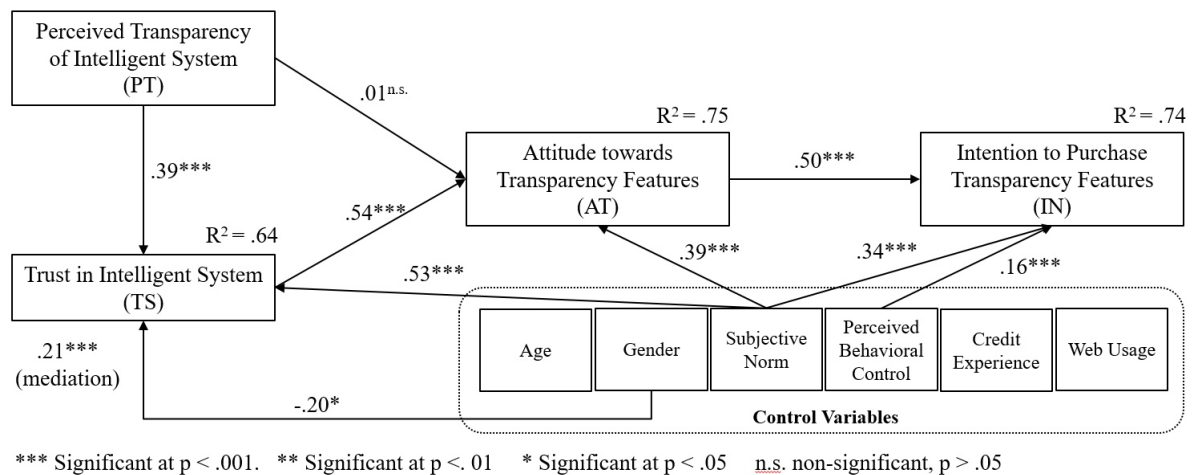 Perceived Transparency
of Intelligent System
(PT)
.01n.s.
R2 = .75
R2 = .74
Attitude towards
Transparency Features
(AT)
.50***
Intention to Purchase
Transparency Features
(IN)
.39***
.54***
R2 = .64
Trust in Intelligent System
(TS)
.53***
.39***
.34***
.16***
Age
Gender
Subjective
Norm
Perceived
Behavioral
Control
Credit
Experience
Web Usage
.21***
(mediation)
-.20*
Control Variables
*** Significant at p < .001. ** Significant at p <. 01 * Significant at p < .05 n.s. non-significant, p > .05